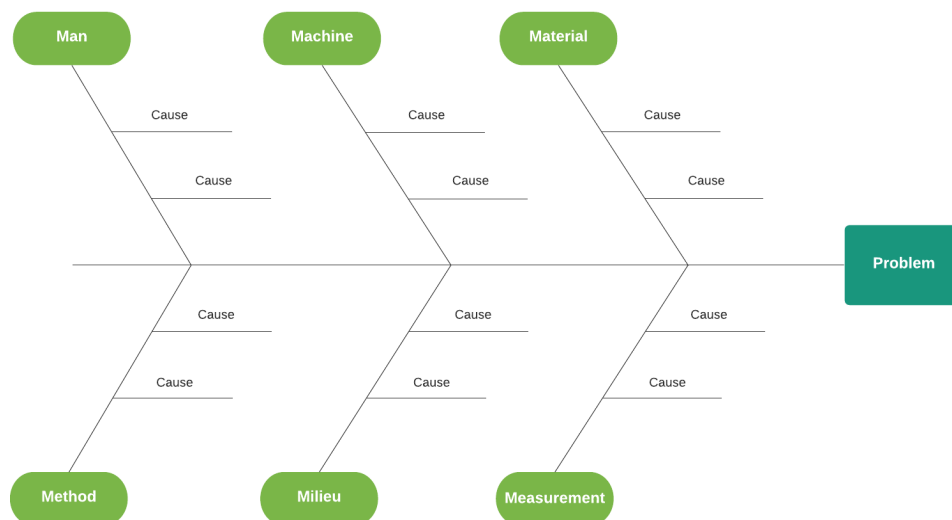 Man
Machine
Material
Cause
Cause
Cause
Cause
Cause
Cause
Problem
Cause
Cause
Cause
Cause
Cause
Cause
Method
Milieu
Measurement